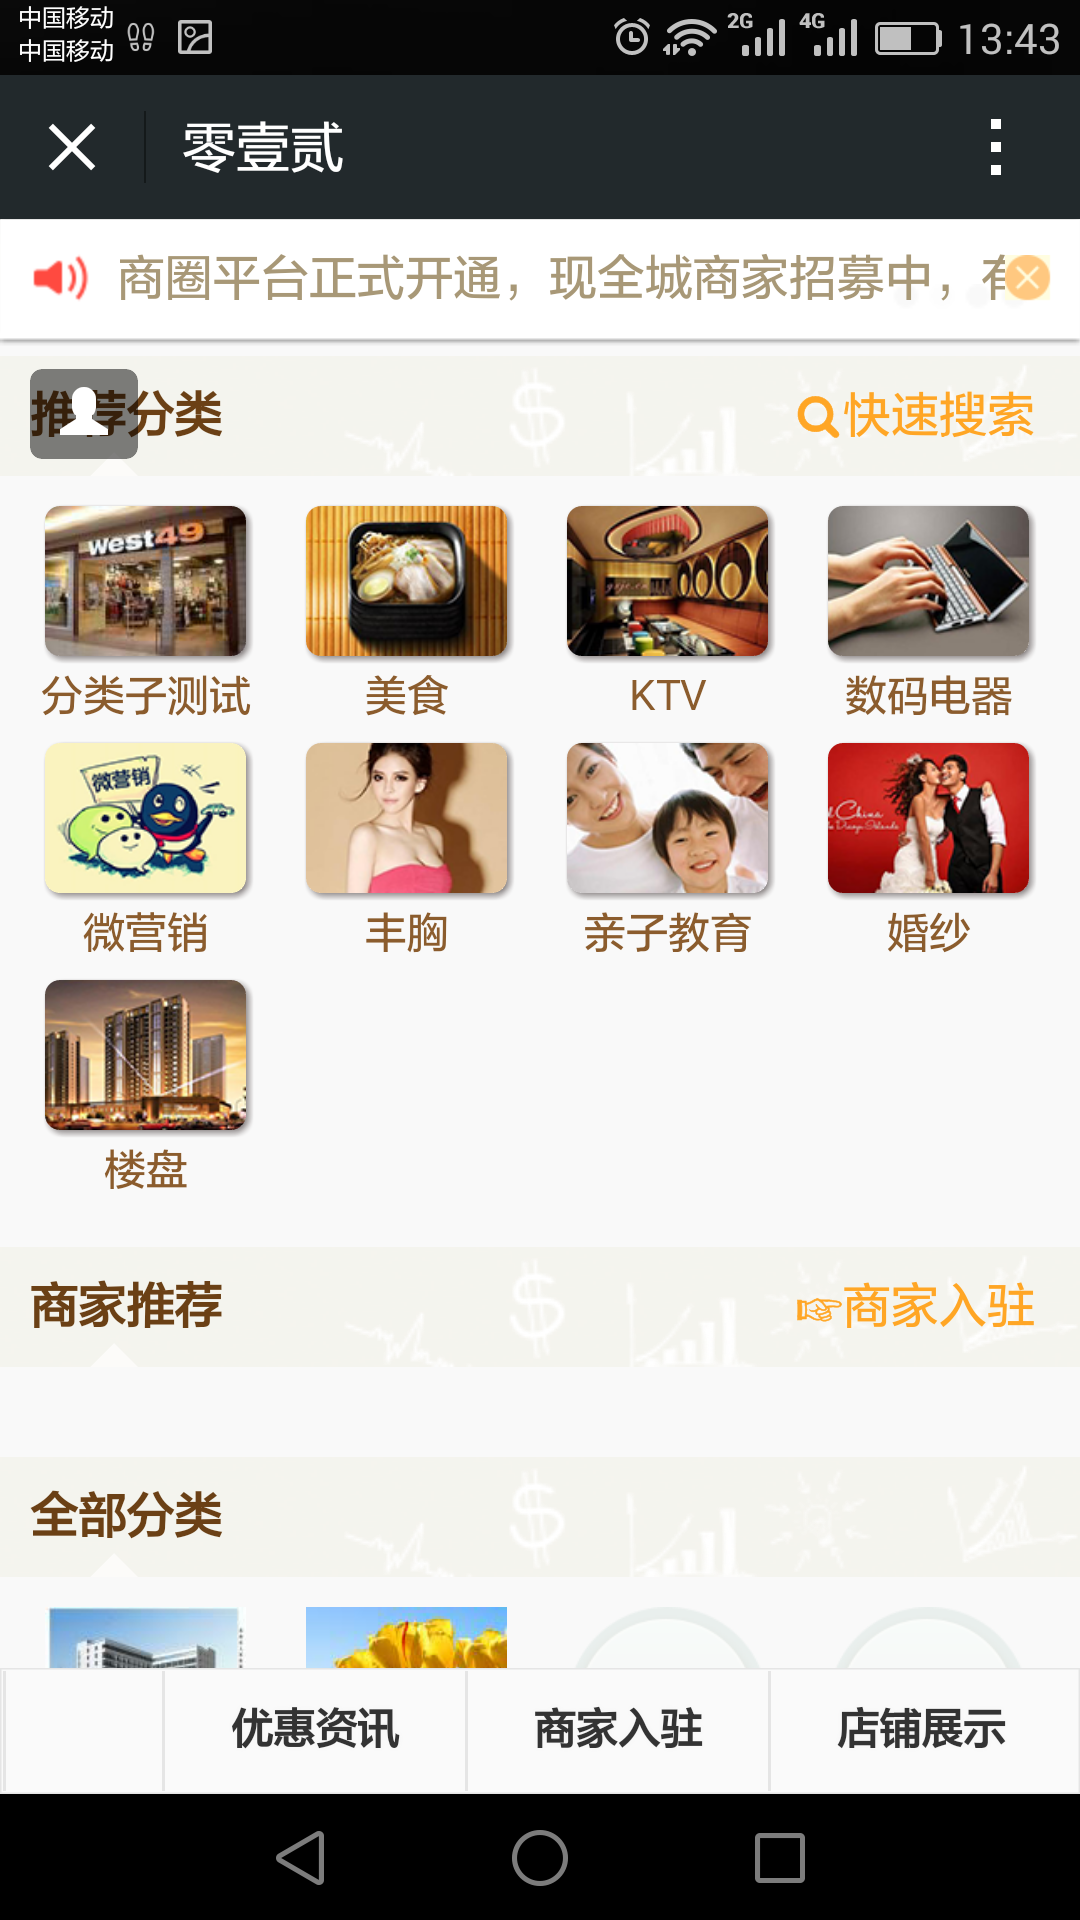 中国移动
中国移动
2G
4G
13:43
零壹贰
商圈平台正式开通，现全城商家招募中，有
推荐分类
快速搜索
west49
分类子测试
美食
KTV
数码电器
微营销
微营销
丰胸
亲子教育
婚纱
楼盘
商家推荐
☞商家入驻
全部分类
优惠资讯
商家入驻
店铺展示